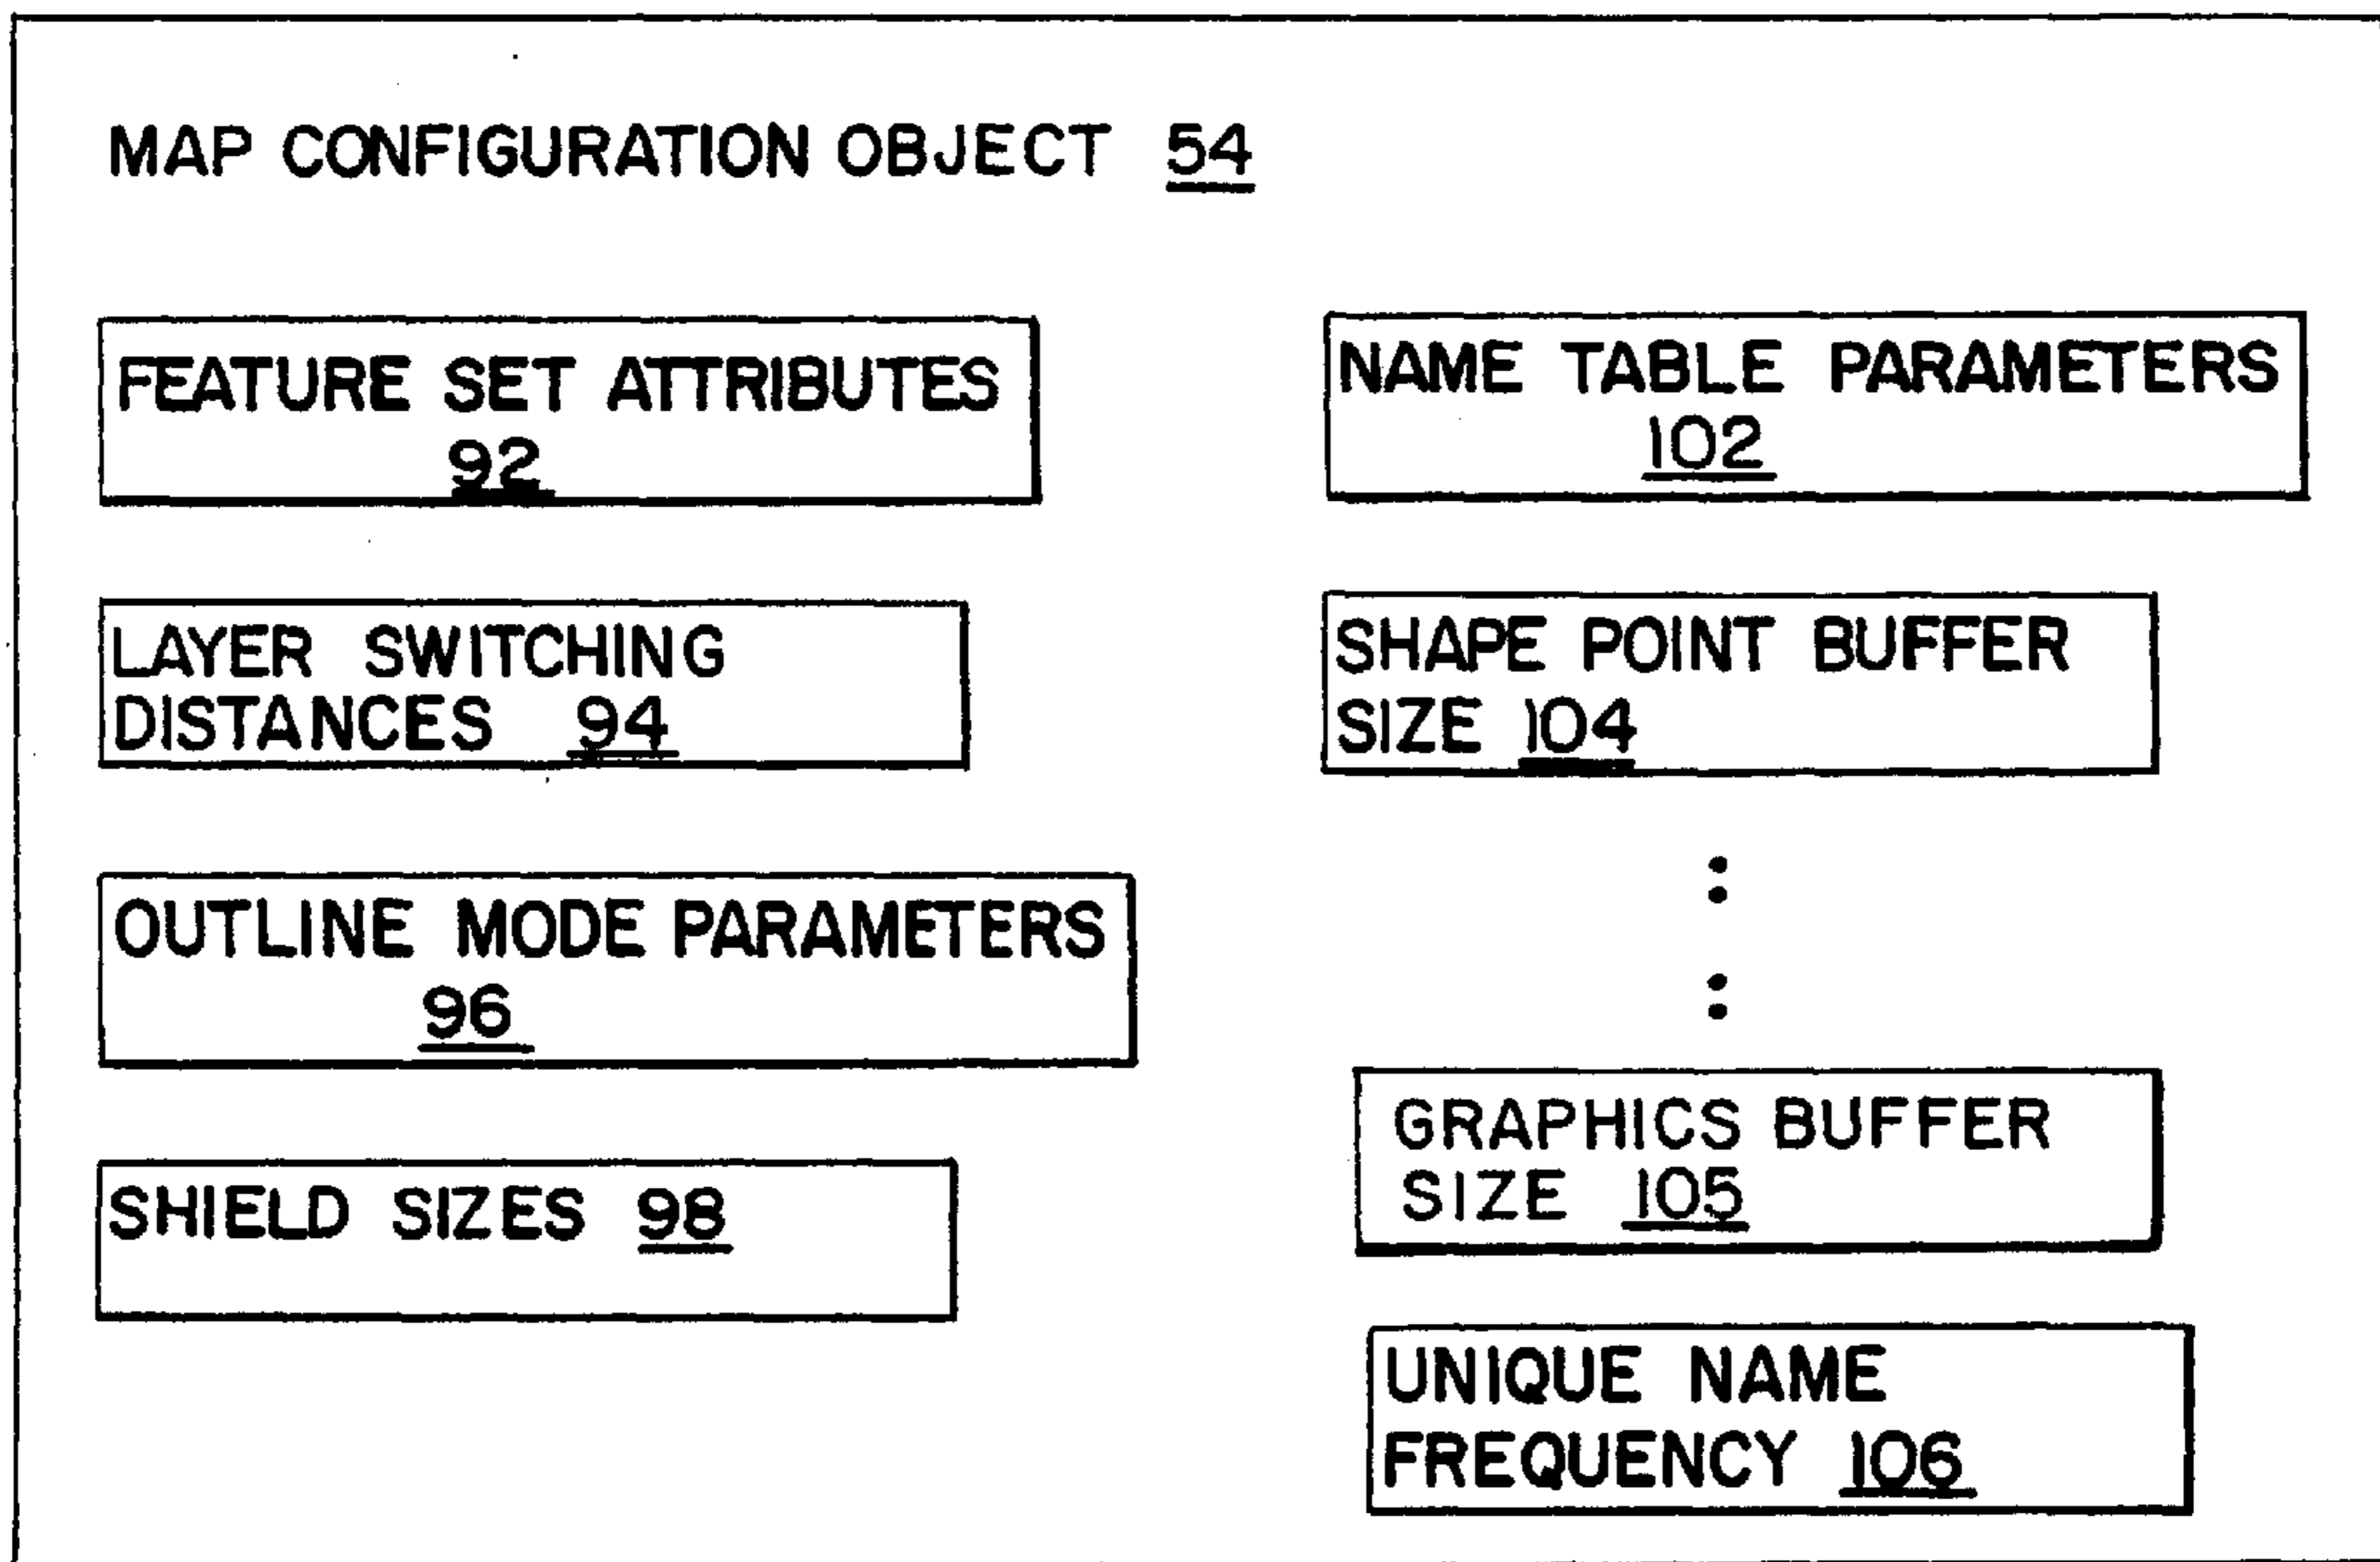 MAP CONFIGURATION OBJECT 54
FEATURE SET ATTRIBUTES
92
LAYER SWITCHING
DISTANCES 94
OUTLINE MODE PARAMETERS
96
SHIELD SIZES 98
NAME TABLE PARAMETERS
102
SHAPE POINT BUFFER
SIZE 104
GRAPHICS BUFFER
SIZE 105
UNIQUE NAME
FREQUENCY 106